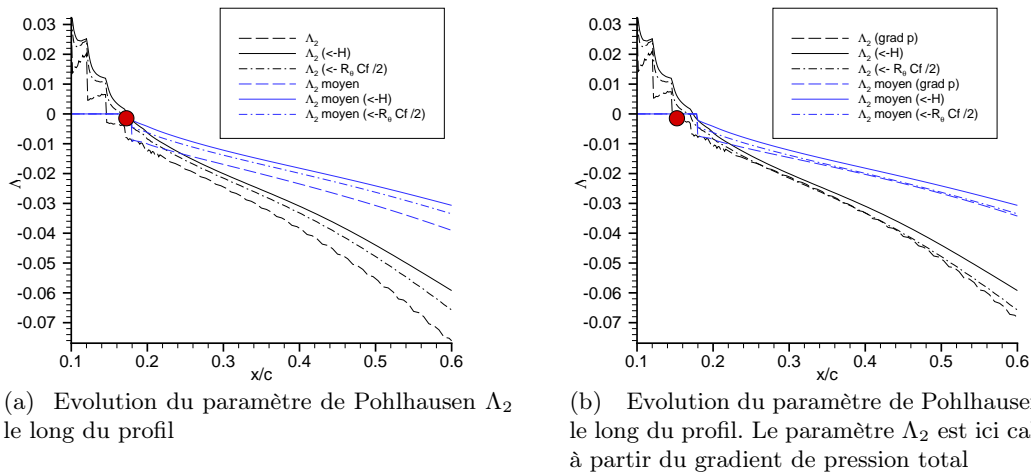 0.03
0.02
0.01
0
-0.01
-0.02
-0.03
-0.04
-0.05
-0.06
-0.07
Λ
0.1
0.2
0.3
0.4
0.5
0.6
x/c
Λ2
Λ2 (<-H)
Λ2 (<- Rθ Cf /2)
Λ2 moyen
Λ2 moyen (<-H)
Λ2 moyen (<-Rθ Cf /2)
(a) Evolution du paramètre de Pohlhausen Λ2
le long du profil
0.03
0.02
0.01
0
-0.01
-0.02
-0.03
-0.04
-0.05
-0.06
-0.07
Λ
0.1
0.2
0.3
0.4
0.5
0.6
x/c
Λ2 (grad p)
Λ2 (<-H)
Λ2 (<- Rθ Cf /2)
Λ2 moyen (grad p)
Λ2 moyen (<-H)
Λ2 moyen (<-Rθ Cf /2)
(b) Evolution du paramètre de Pohlhause
le long du profil. Le paramètre Λ2 est ici ca
à partir du gradient de pression total